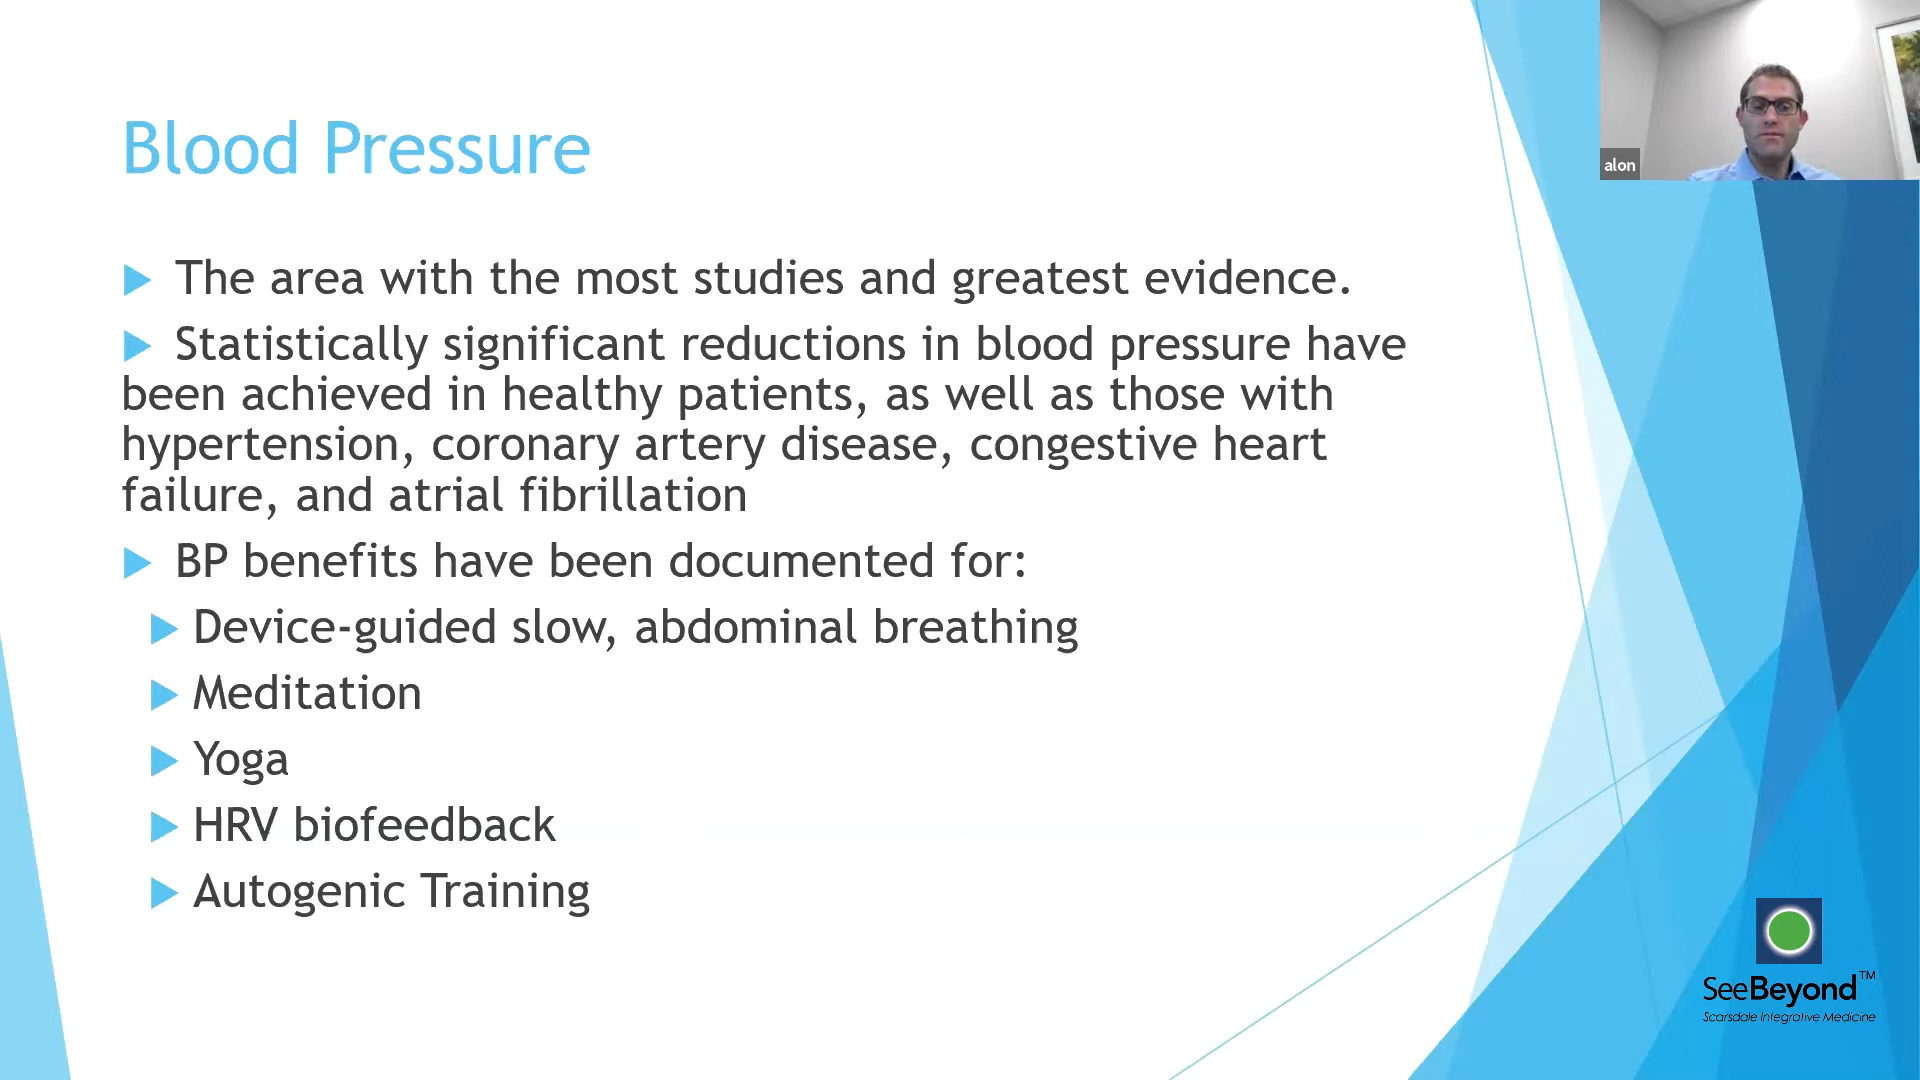 alon
Blood Pressure
The area with the most studies and greatest evidence.
Statistically significant reductions in blood pressure have
been achieved in healthy patients, as well as those with
hypertension, coronary artery disease, congestive heart
failure, and atrial fibrillation
BP benefits have been documented for:
Device-guided slow, abdominal breathing
Meditation
Yoga
HRV biofeedback
Autogenic Training
SeeBeyond™
Scarsdale Integrative Medicine